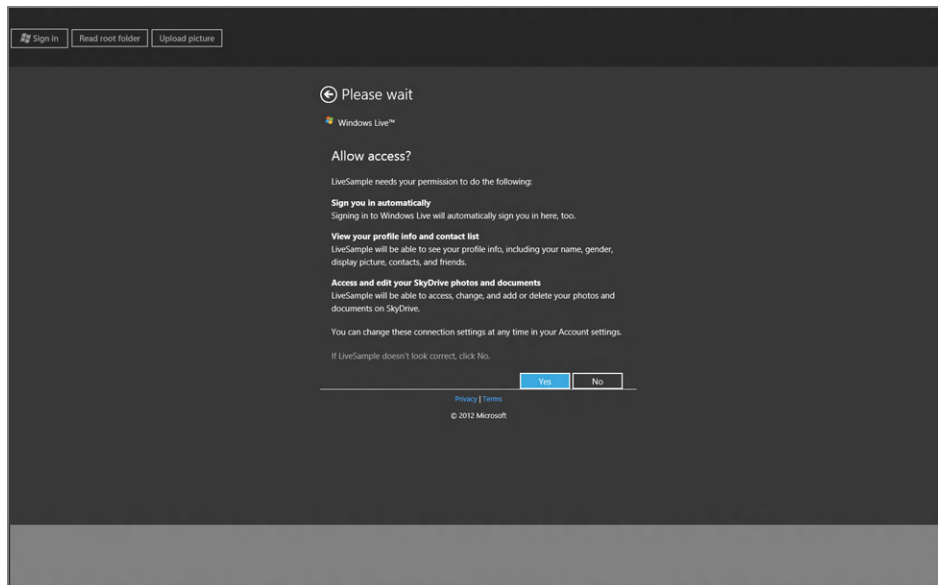 Sign in Read root folder Upload picture
Please wait
Windows Live™
Allow access?
LiveSample needs your permission to do the following:
Sign you in automatically
Signing in to Windows Live will automatically sign you in here, too.
View your profile info and contact list
LiveSample will be able to see your profile info, including your name, gender,
display picture, contacts, and friends.
Access and edit your SkyDrive photos and documents
LiveSample will be able to access, change, and add or delete your photos and
documents on SkyDrive.
You can change these connection settings at any time in your Account settings.
If LiveSample doesn't look correct, click No.
Yes No
Privacy | Terms
© 2012 Microsoft